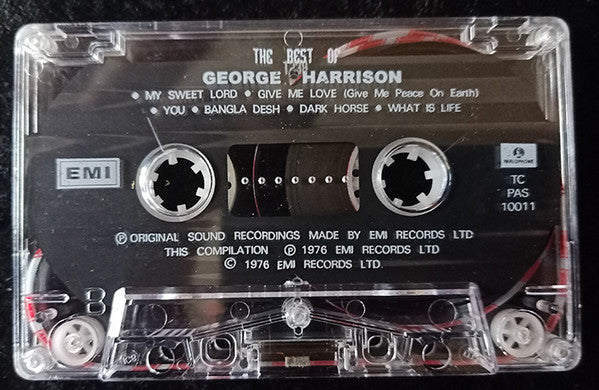 THE BEST OF
GEORGE HARRISON
• MY SWEET LORD • GIVE ME LOVE (Give Me Peace On Earth)
• YOU • BANGLA DESH • DARK HORSE • WHAT IS LIFE
EMI
PARLOPHONE
TC
PAS
10011
Ⓟ ORIGINAL SOUND RECORDINGS MADE BY EMI RECORDS LTD
THIS COMPILATION Ⓟ 1976 EMI RECORDS LTD.
© 1976 EMI RECORDS LTD.
8